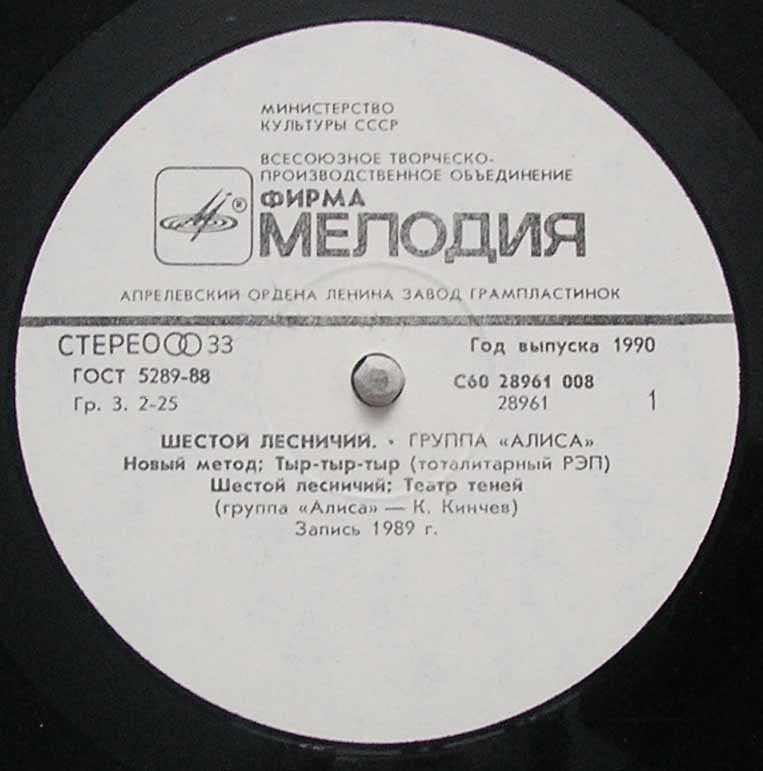 МИНИСТЕРСТВО
КУЛЬТУРЫ СССР
ВСЕСОЮЗНОЕ ТВОРЧЕСКО-
ПРОИЗВОДСТВЕННОЕ ОБЪЕДИНЕНИЕ
®
ФИРМА
МЕЛОДИЯ
АПРЕЛЕВСКИЙ ОРДЕНА ЛЕНИНА ЗАВОД ГРАМПЛАСТИНОК
СТЕРЕО 33 Год выпуска 1990
ГОСТ 5289-88 С60 28961 008
Гр. 3. 2-25 28961 1
ШЕСТОЙ ЛЕСНИЧИЙ. • ГРУППА «АЛИСА»
Новый метод; Тыр-тыр-тыр (тоталитарный РЭП)
Шестой лесничий; Театр теней
(группа «Алиса» — К. Кинчев)
Запись 1989 г.